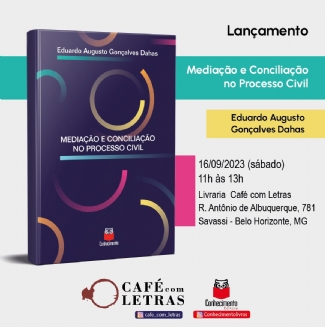 Lançamento
Mediação e Conciliação
no Processo Civil
Eduardo Augusto
Gonçalves Dahas
16/09/2023 (sábado)
11h às 13h
Livraria Café com Letras
R. Antônio de Albuquerque, 781
Savassi - Belo Horizonte, MG
Eduardo Augusto Gonçalves Dahas
MEDIAÇÃO E CONCILIAÇÃO
NO PROCESSO CIVIL
Conhecimento
CAFÉ com
LETRAS
cafe_com_letras
Conhecimento
Conhecimentolivros